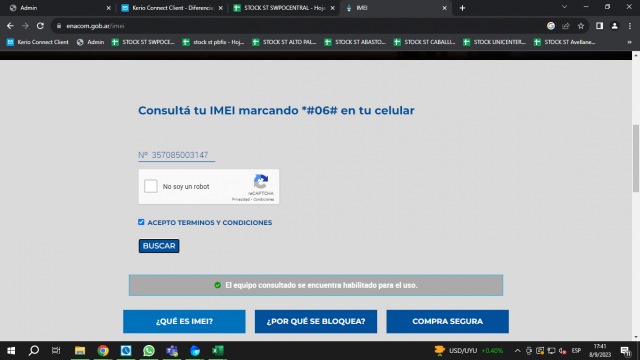 Admin
Kerio Connect Client - Diferencia
STOCK SWPOCENTRAL - Hoja
IMEI
enacom.gob.ar/imei
Kerio Connect Client
Admin
STOCK ST SWPOCE...
stock st pbfix - Hoj...
STOCK ST ALTO PAL...
STOCK ST ABASTO...
STOCK ST CABALLI...
STOCK UNICENTER...
STOCK ST Avellane...
Consultá tu IMEI marcando *#06# en tu celular
Nº 357085003147
No soy un robot
reCAPTCHA
Privacidad - Condiciones
ACEPTO TERMINOS Y CONDICIONES
BUSCAR
El equipo consultado se encuentra habilitado para el uso.
¿QUÉ ES IMEI?
¿POR QUÉ SE BLOQUEA?
COMPRA SEGURA
USD/UYU +0.40%
ESP
17:41
8/9/2023